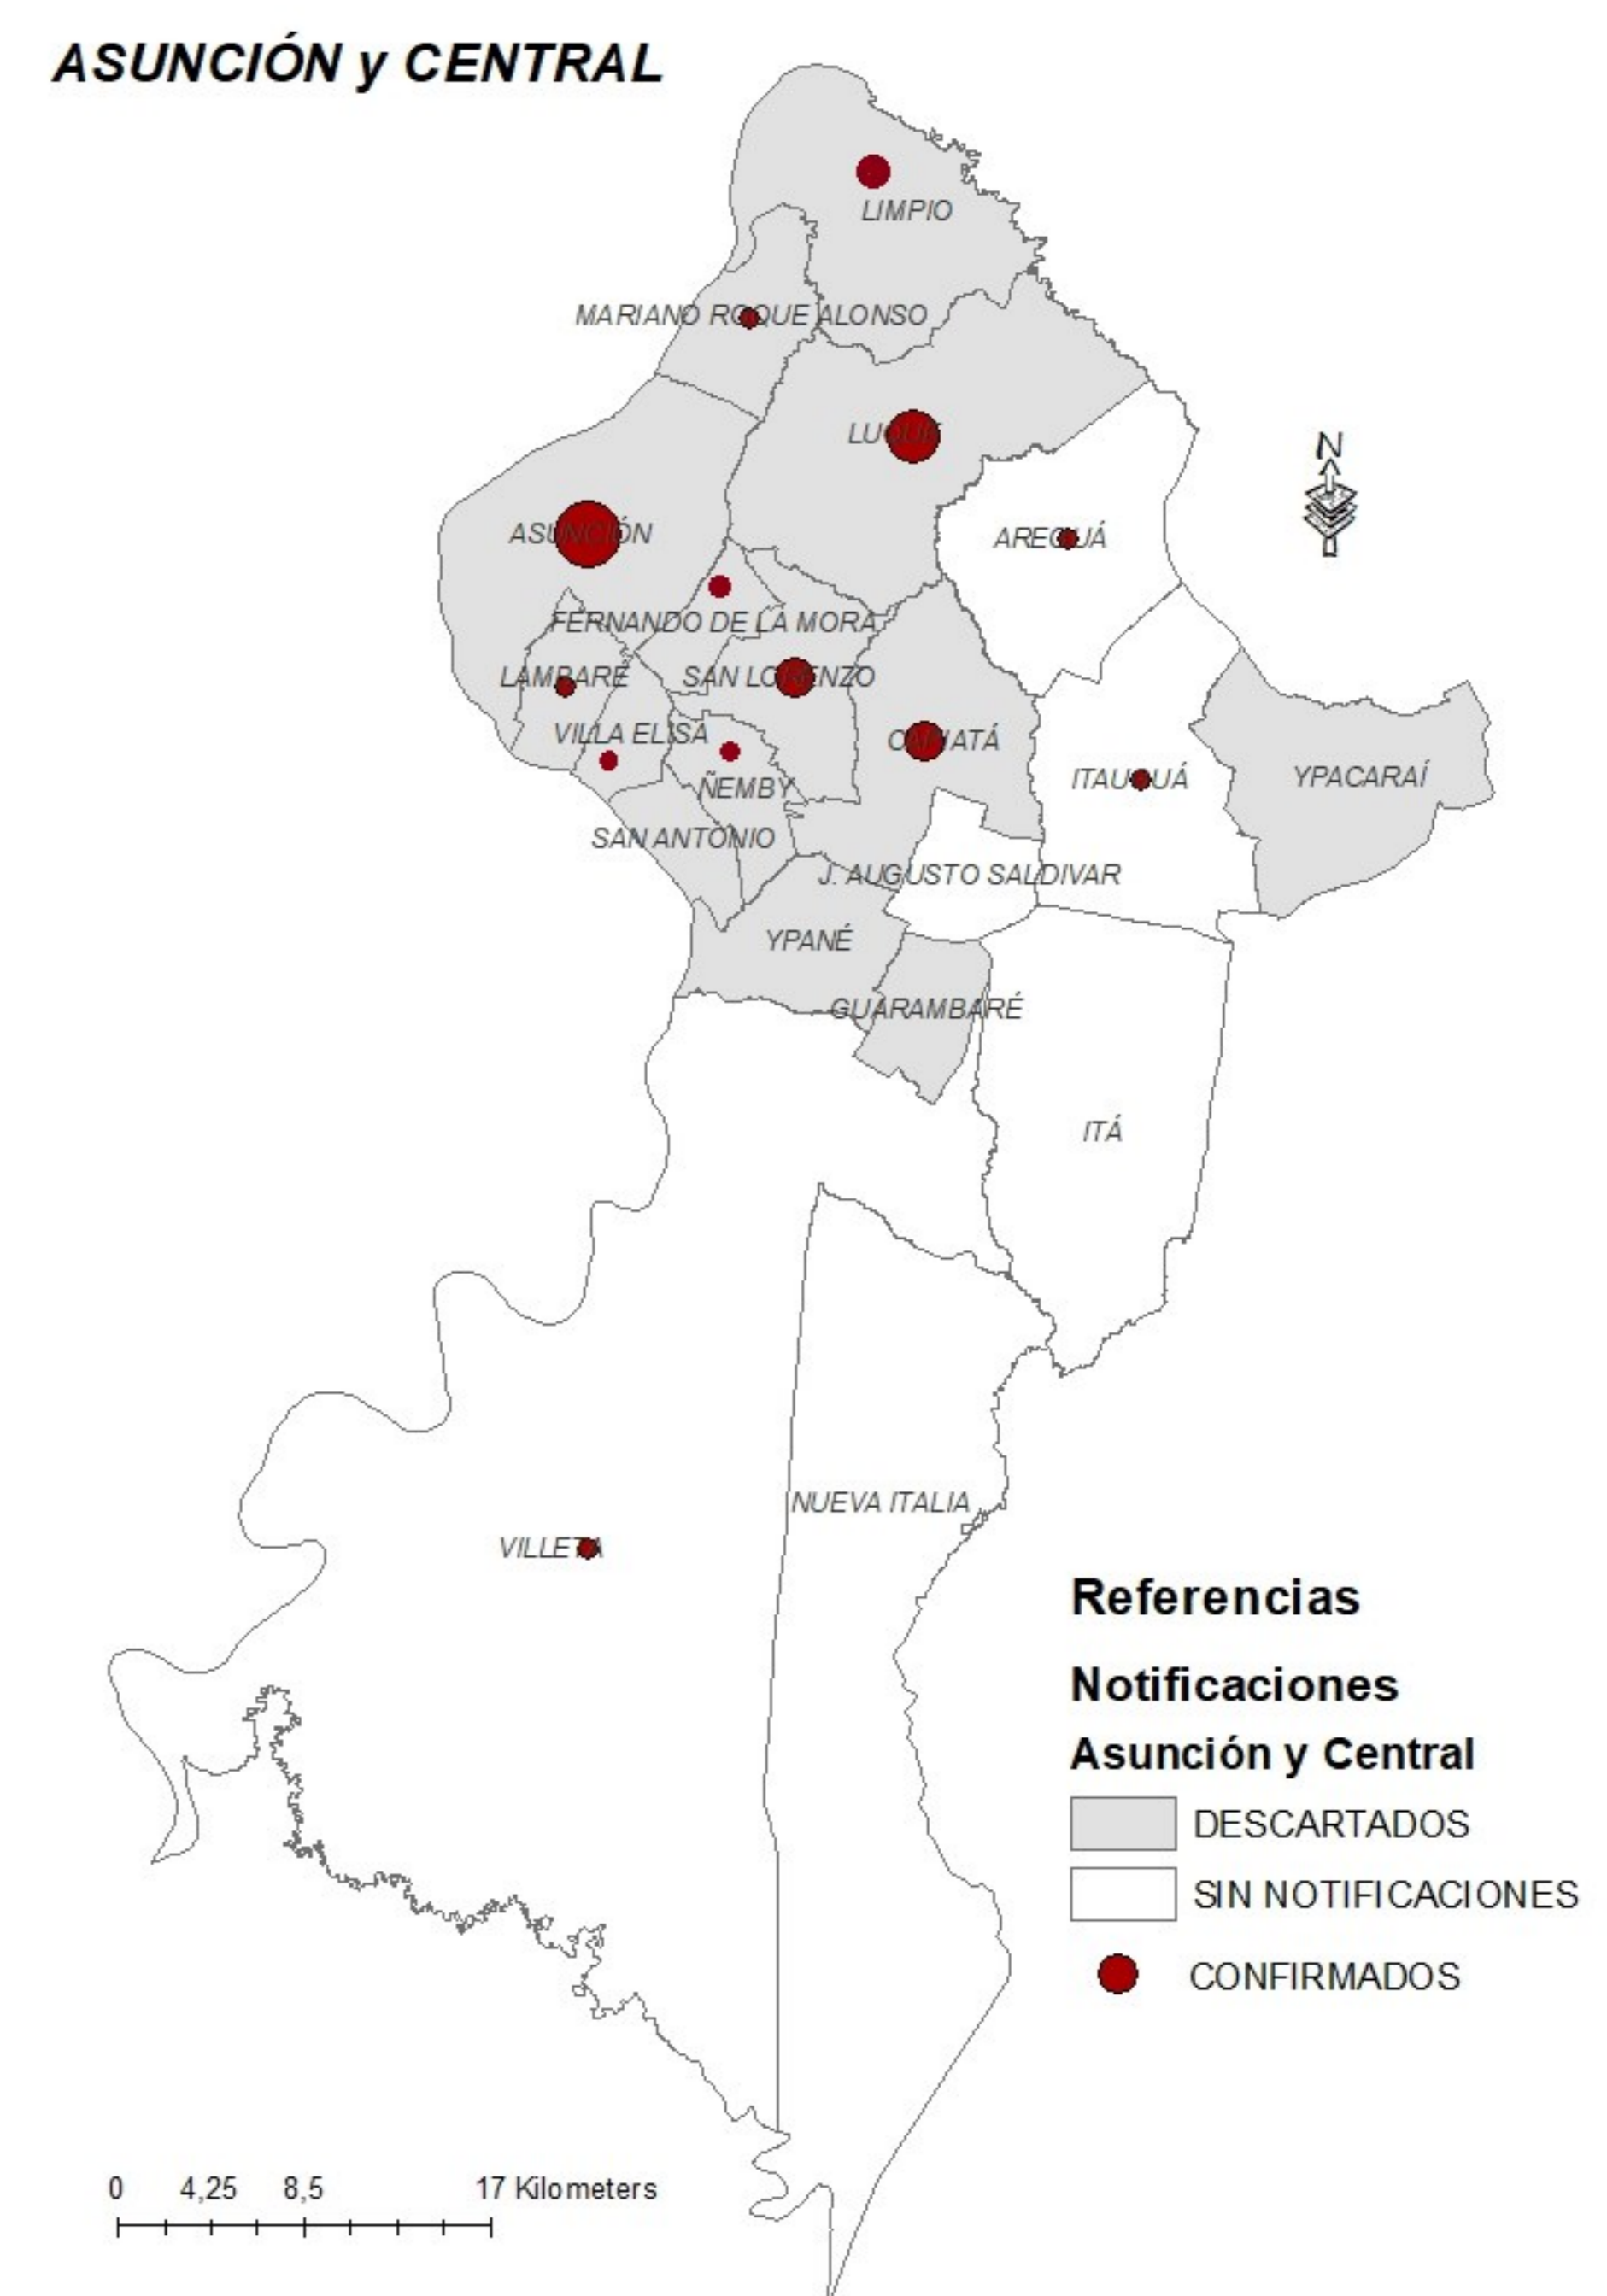 ASUNCIÓN y CENTRAL
LIMPIO
MARIANO ROQUE ALONSO
LUQUE
N
ASUNCIÓN
AREGUÁ
FERNANDO DE LA MORA
LAMBARE
SAN LORENZO
VILLA ELISA
CAPIATÁ
ITAUGUÁ
YPACARAÍ
ÑEMBY
SAN ANTONIO
J. AUGUSTO SALDIVAR
YPANÉ
GUARAMBARÉ
ITÁ
NUEVA ITALIA
VILLETA
Referencias
Notificaciones
Asunción y Central
DESCARTADOS
SIN NOTIFICACIONES
CONFIRMADOS
0 4,25 8,5 17 Kilometers